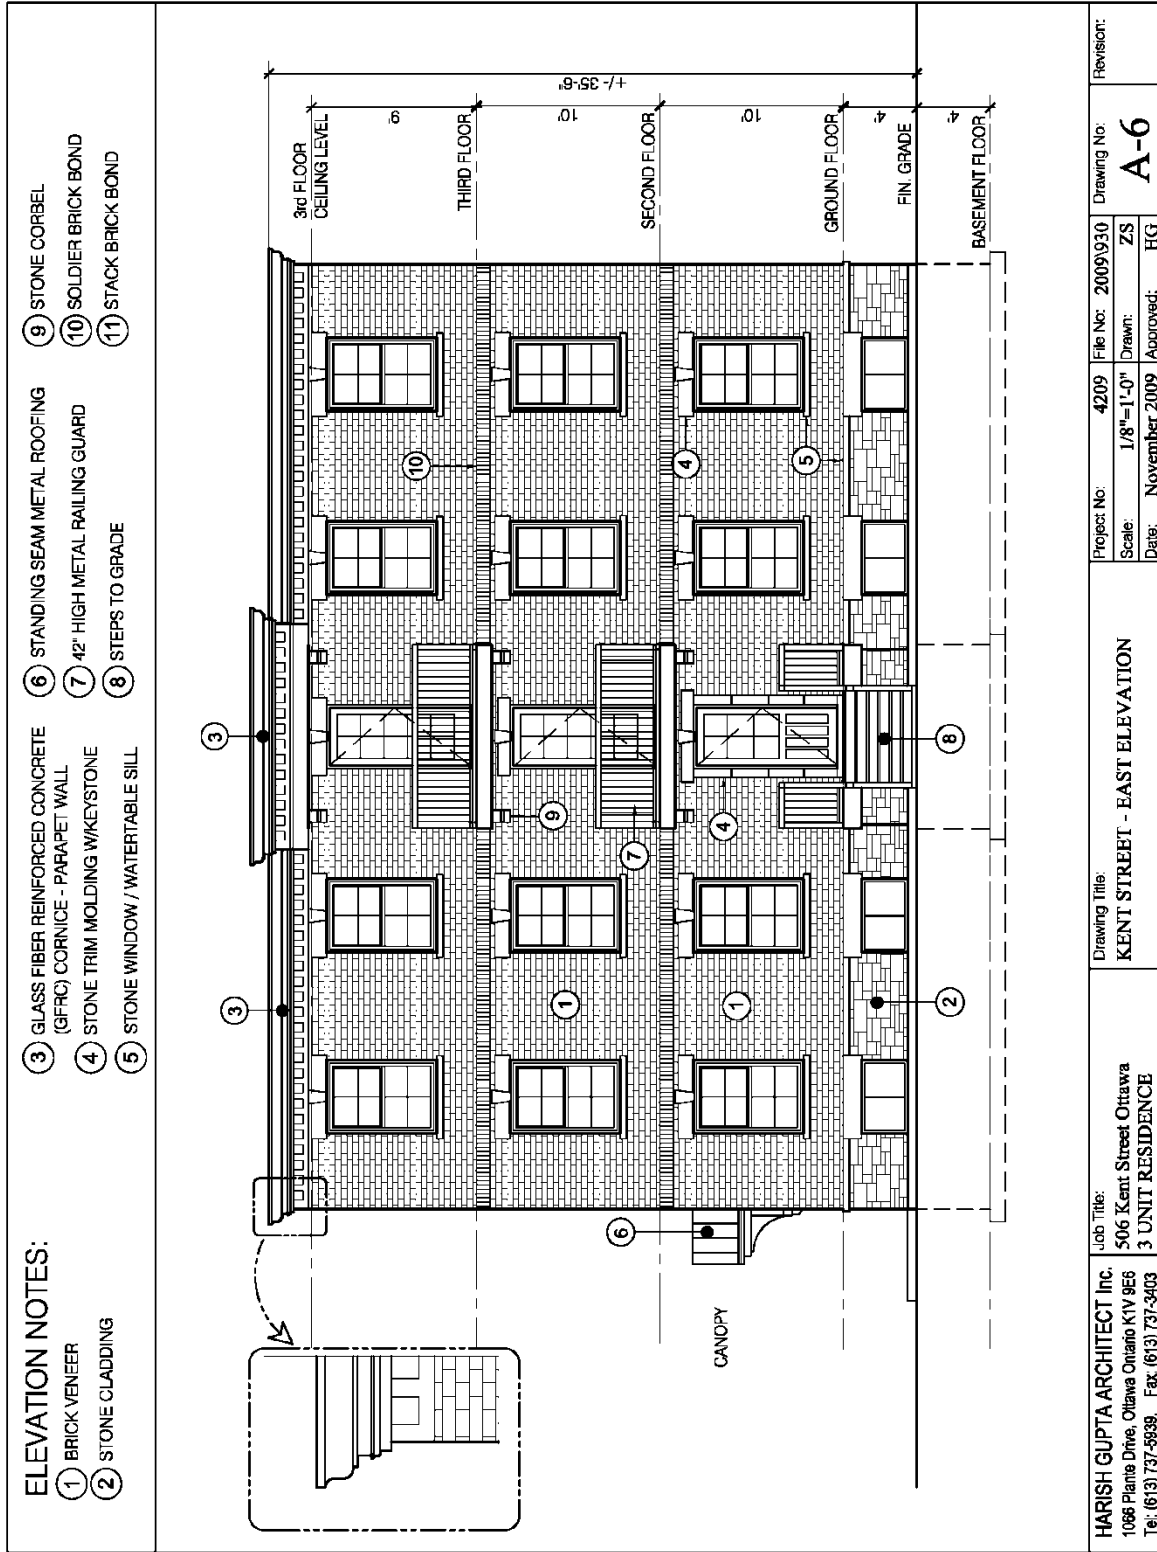 ELEVATION NOTES:
1 BRICK VENEER
2 STONE CLADDING
3 GLASS FIBER REINFORCED CONCRETE
(GFRC) CORNICE - PARAPET WALL
4 STONE TRIM MOLDING W/KEYSTONE
5 STONE WINDOW / WATERTABLE SILL
6 STANDING SEAM METAL ROOFING
7 42" HIGH METAL RAILING GUARD
8 STEPS TO GRADE
9 STONE CORBEL
10 SOLDIER BRICK BOND
11 STACK BRICK BOND
3
3
10
9
1
7
1
4
4
5
6
2
8
CANOPY
3rd FLOOR
CEILING LEVEL
THIRD FLOOR
SECOND FLOOR
GROUND FLOOR
FIN. GRADE
BASEMENT FLOOR
9'
10'
10'
4'
4'
+/- 35'-6"
HARISH GUPTA ARCHITECT Inc.
1066 Plante Drive, Ottawa Ontario K1V 9E6
Tel: (613) 737-5939, Fax: (613) 737-3403
Job Title:
506 Kent Street Ottawa
3 UNIT RESIDENCE
Drawing Title:
KENT STREET - EAST ELEVATION
Project No: 4209
Scale: 1/8"=1'-0"
Date: November 2009
File No: 2009\930
Drawn: ZS
Approved: HG
Drawing No:
A-6
Revision: